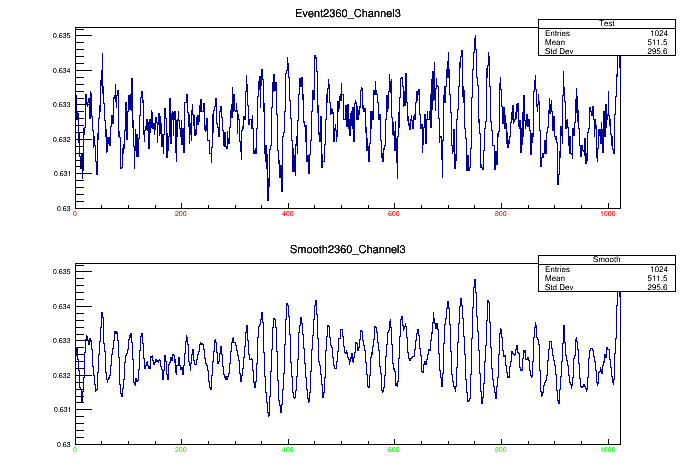 Event2360_Channel3
Test
Entries 1024
Mean 511.5
Std Dev 295.6
0.635
0.634
0.633
0.632
0.631
0.63
0 200 400 600 800 1000
Smooth2360_Channel3
Smooth
Entries 1024
Mean 511.5
Std Dev 295.6
0.635
0.634
0.633
0.632
0.631
0.63
0 200 400 600 800 1000